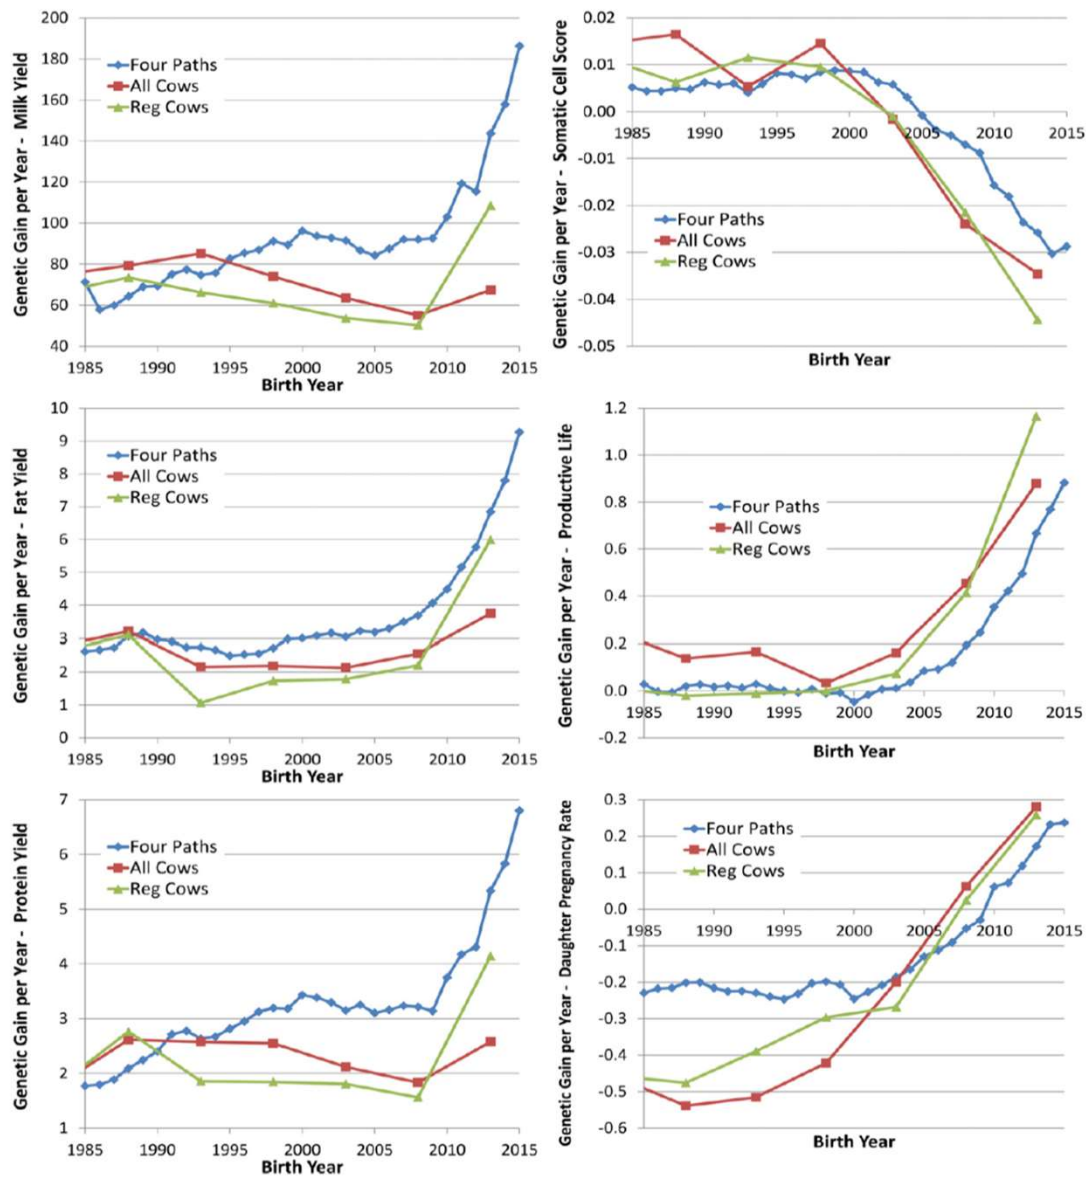 Genetic Gain per Year - Milk Yield
200
180
160
140
120
100
80
60
40
Four Paths
All Cows
Reg Cows
1985 1990 1995 2000 2005 2010 2015
Birth Year
Genetic Gain per Year - Somatic Cell Score
0.02
0.01
0.00
-0.01
-0.02
-0.03
-0.04
-0.05
1985 1990 1995 2000 2005 2010 2015
Four Paths
All Cows
Reg Cows
Birth Year
Genetic Gain per Year - Fat Yield
10
9
8
7
6
5
4
3
2
1
0
Four Paths
All Cows
Reg Cows
1985 1990 1995 2000 2005 2010 2015
Birth Year
Genetic Gain per Year - Productive Life
1.2
1.0
0.8
0.6
0.4
0.2
0.0
-0.2
Four Paths
All Cows
Reg Cows
1985 1990 1995 2000 2005 2010 2015
Birth Year
Genetic Gain per Year - Protein Yield
7
6
5
4
3
2
1
Four Paths
All Cows
Reg Cows
1985 1990 1995 2000 2005 2010 2015
Birth Year
Genetic Gain per Year - Daughter Pregnancy Rate
0.3
0.2
0.1
0.0
-0.1
-0.2
-0.3
-0.4
-0.5
-0.6
Four Paths
All Cows
Reg Cows
1985 1990 1995 2000 2005 2010 2015
Birth Year